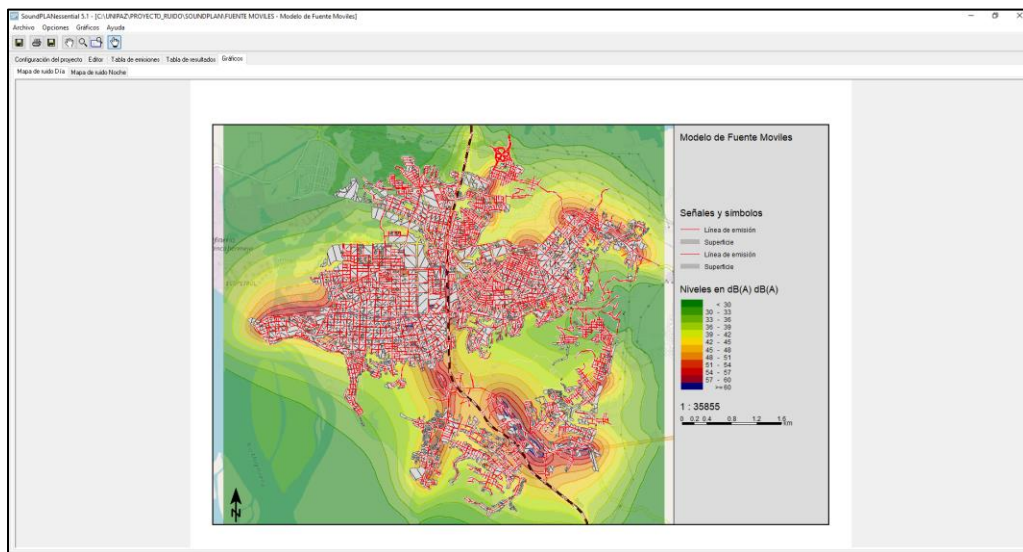 SoundPLANessential 5.1 - [C:\UNIPAZ\PROYECTO_RUIDO\SOUNDPLAN\FUENTE MOVILES - Modelo de Fuente Moviles]
Archivo Opciones Gráficos Ayuda
Configuración del proyecto Editor Tabla de emisiones Tabla de resultados Gráficos
Mapa de ruido Día Mapa de ruido Noche
Modelo de Fuente Moviles
Señales y simbolos
Línea de emisión
Superficie
Línea de emisión
Superficie
Niveles en dB(A) dB(A)
< 30
30 - 33
33 - 36
36 - 39
39 - 42
42 - 45
45 - 48
48 - 51
51 - 54
54 - 57
57 - 60
>=60
1 : 35855
0 0.2 0.4 0.8 1.2 1.6
km
N